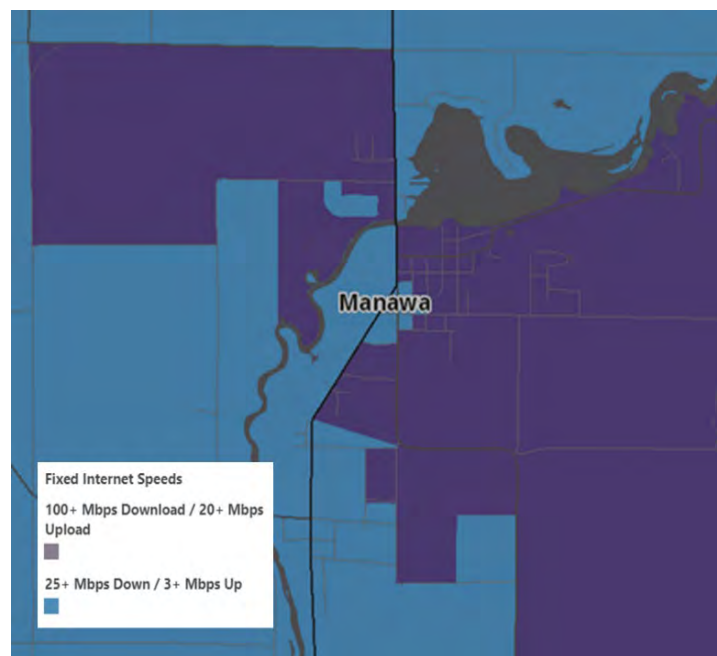 Manawa
Fixed Internet Speeds
100+ Mbps Download / 20+ Mbps
Upload
25+ Mbps Down / 3+ Mbps Up